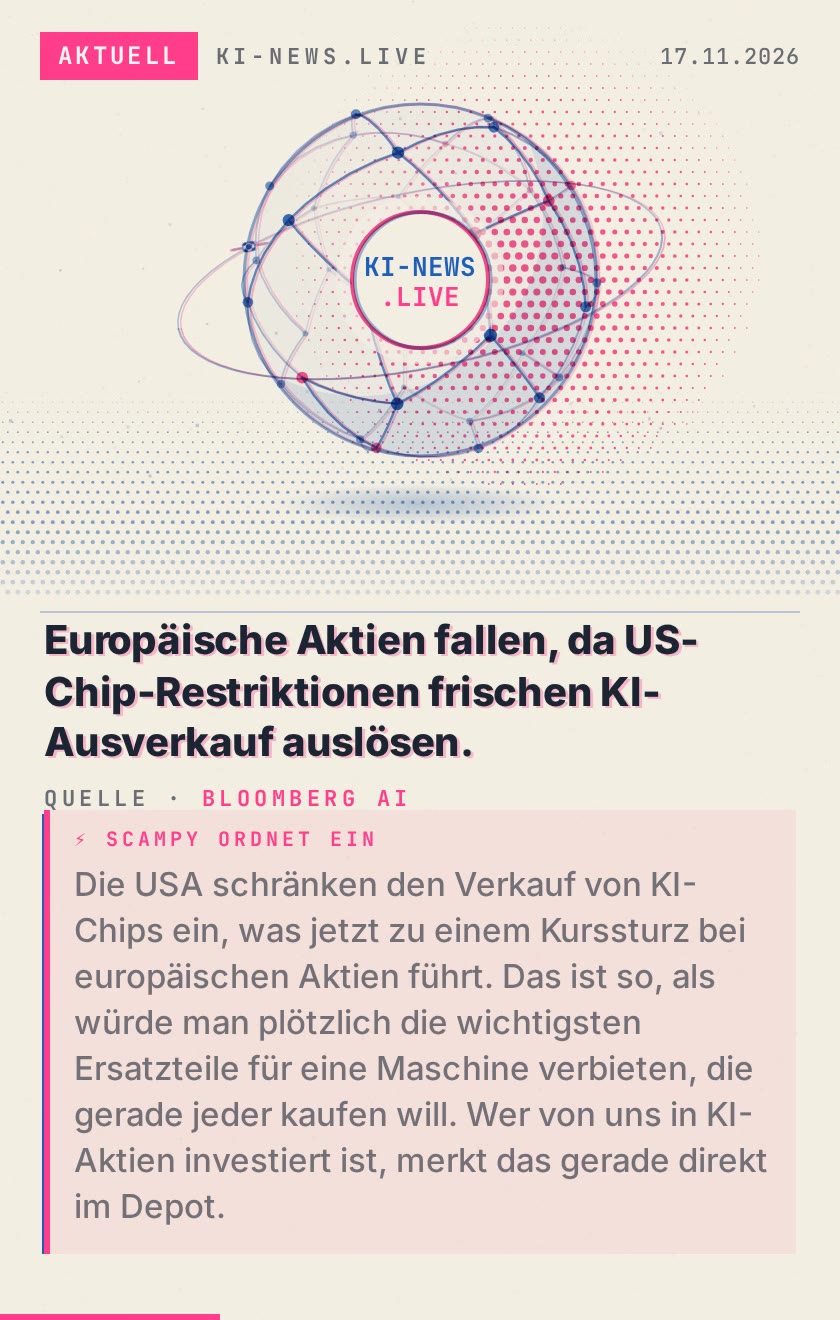 AKTUELL KI-NEWS.LIVE 17.11.2026
KI-NEWS
.LIVE
Europäische Aktien fallen, da US-
Chip-Restriktionen frischen KI-
Ausverkauf auslösen.
QUELLE · BLOOMBERG AI
⚡ SCAMPY ORDNET EIN
Die USA schränken den Verkauf von KI-
Chips ein, was jetzt zu einem Kurssturz bei
europäischen Aktien führt. Das ist so, als
würde man plötzlich die wichtigsten
Ersatzteile für eine Maschine verbieten, die
gerade jeder kaufen will. Wer von uns in KI-
Aktien investiert ist, merkt das gerade direkt
im Depot.